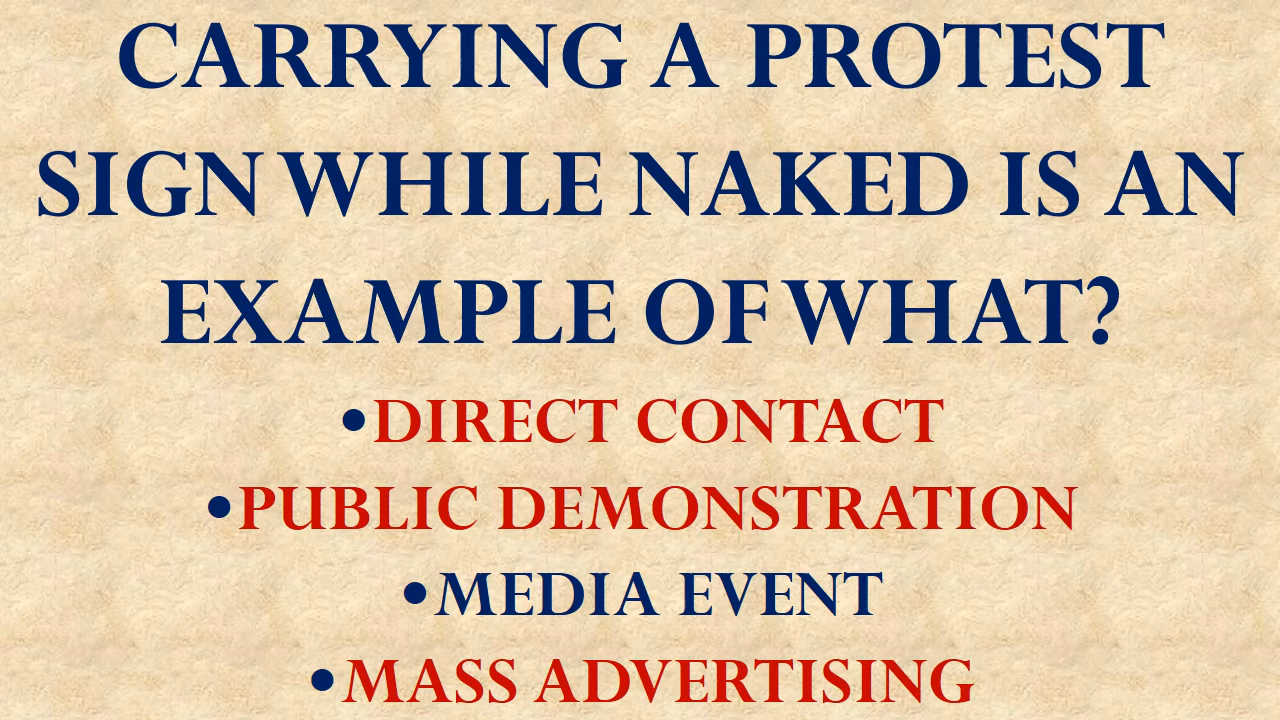 CARRYING A PROTEST
SIGN WHILE NAKED IS AN
EXAMPLE OF WHAT?
•DIRECT CONTACT
•PUBLIC DEMONSTRATION
•MEDIA EVENT
•MASS ADVERTISING